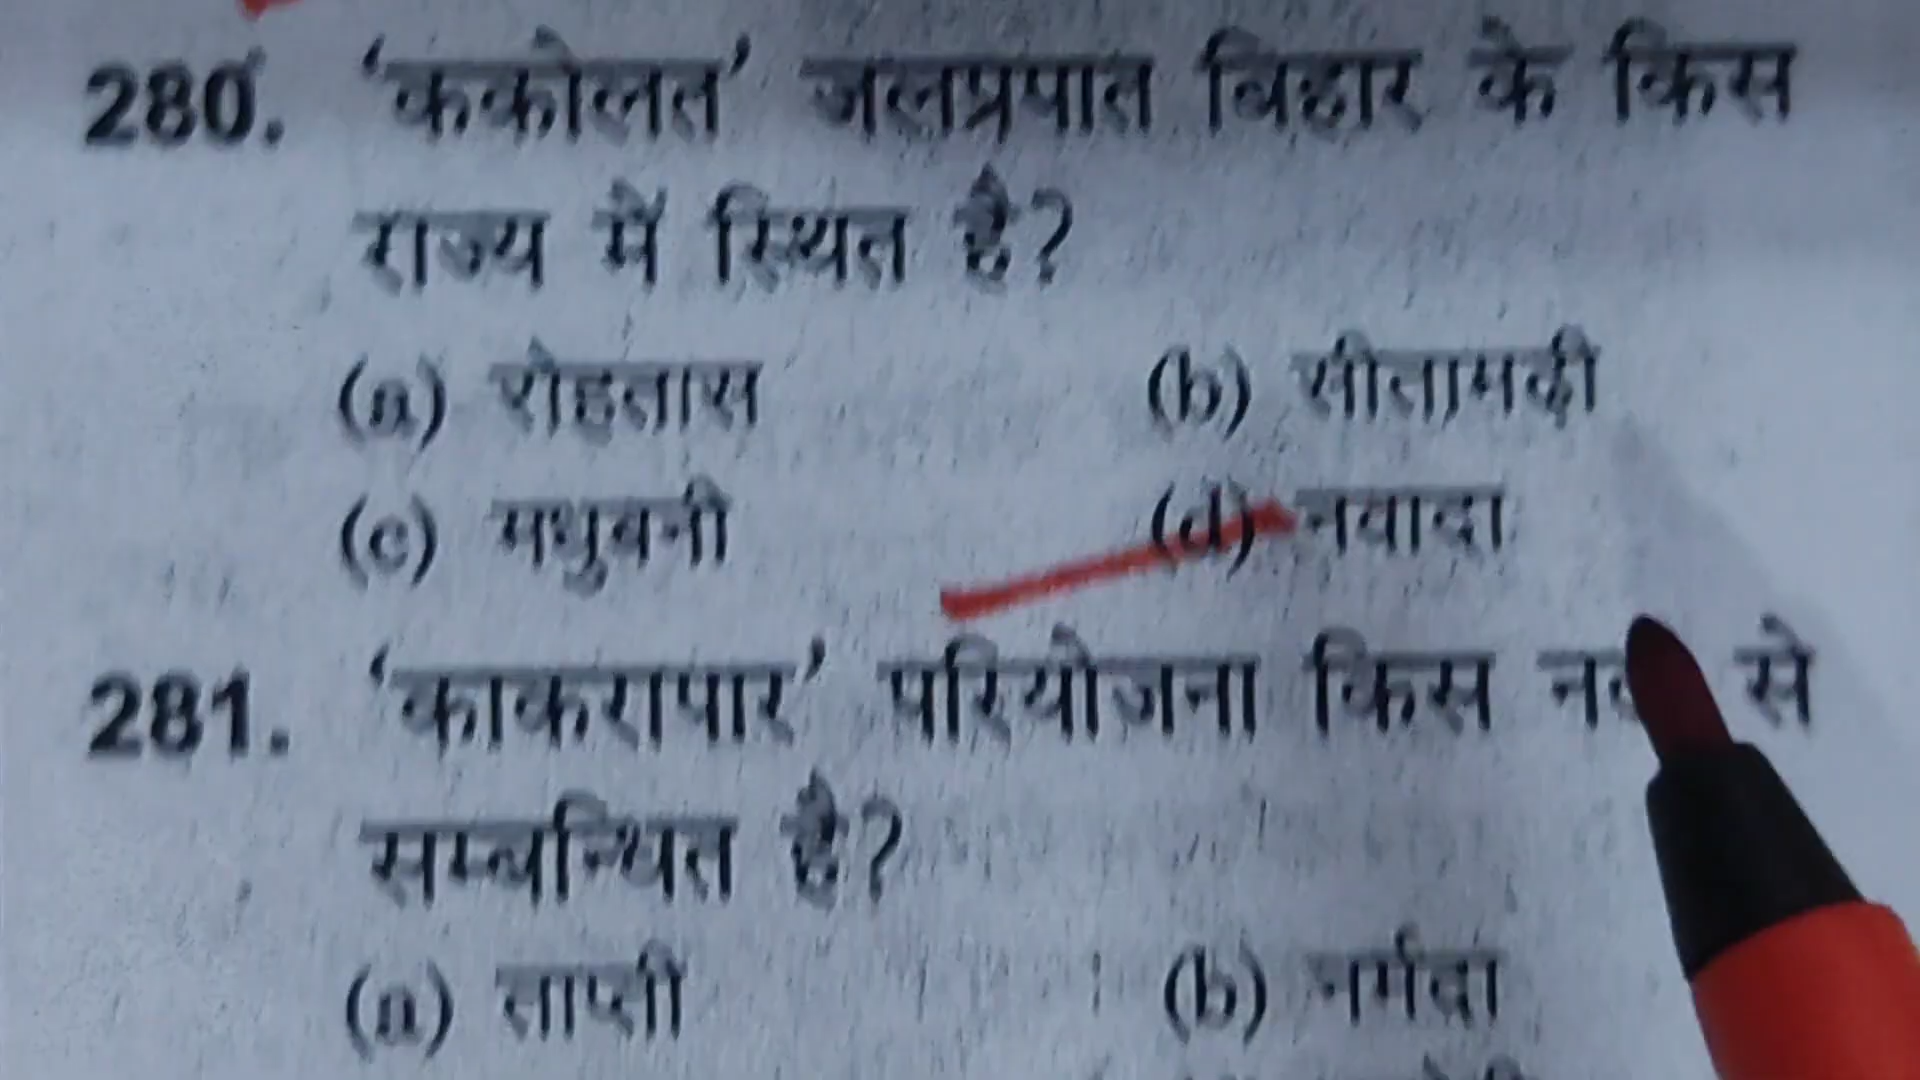 280. ‘ककोलत’ जलप्रपात बिहार के किस
राज्य में स्थित है?
(a) रोहतास (b) सीतामढ़ी
(c) मधुबनी (d) नवादा
281. ‘काकरापार’ परियोजना किस से
सम्बन्धित है?
(a) ताप्ती (b) नर्मदा